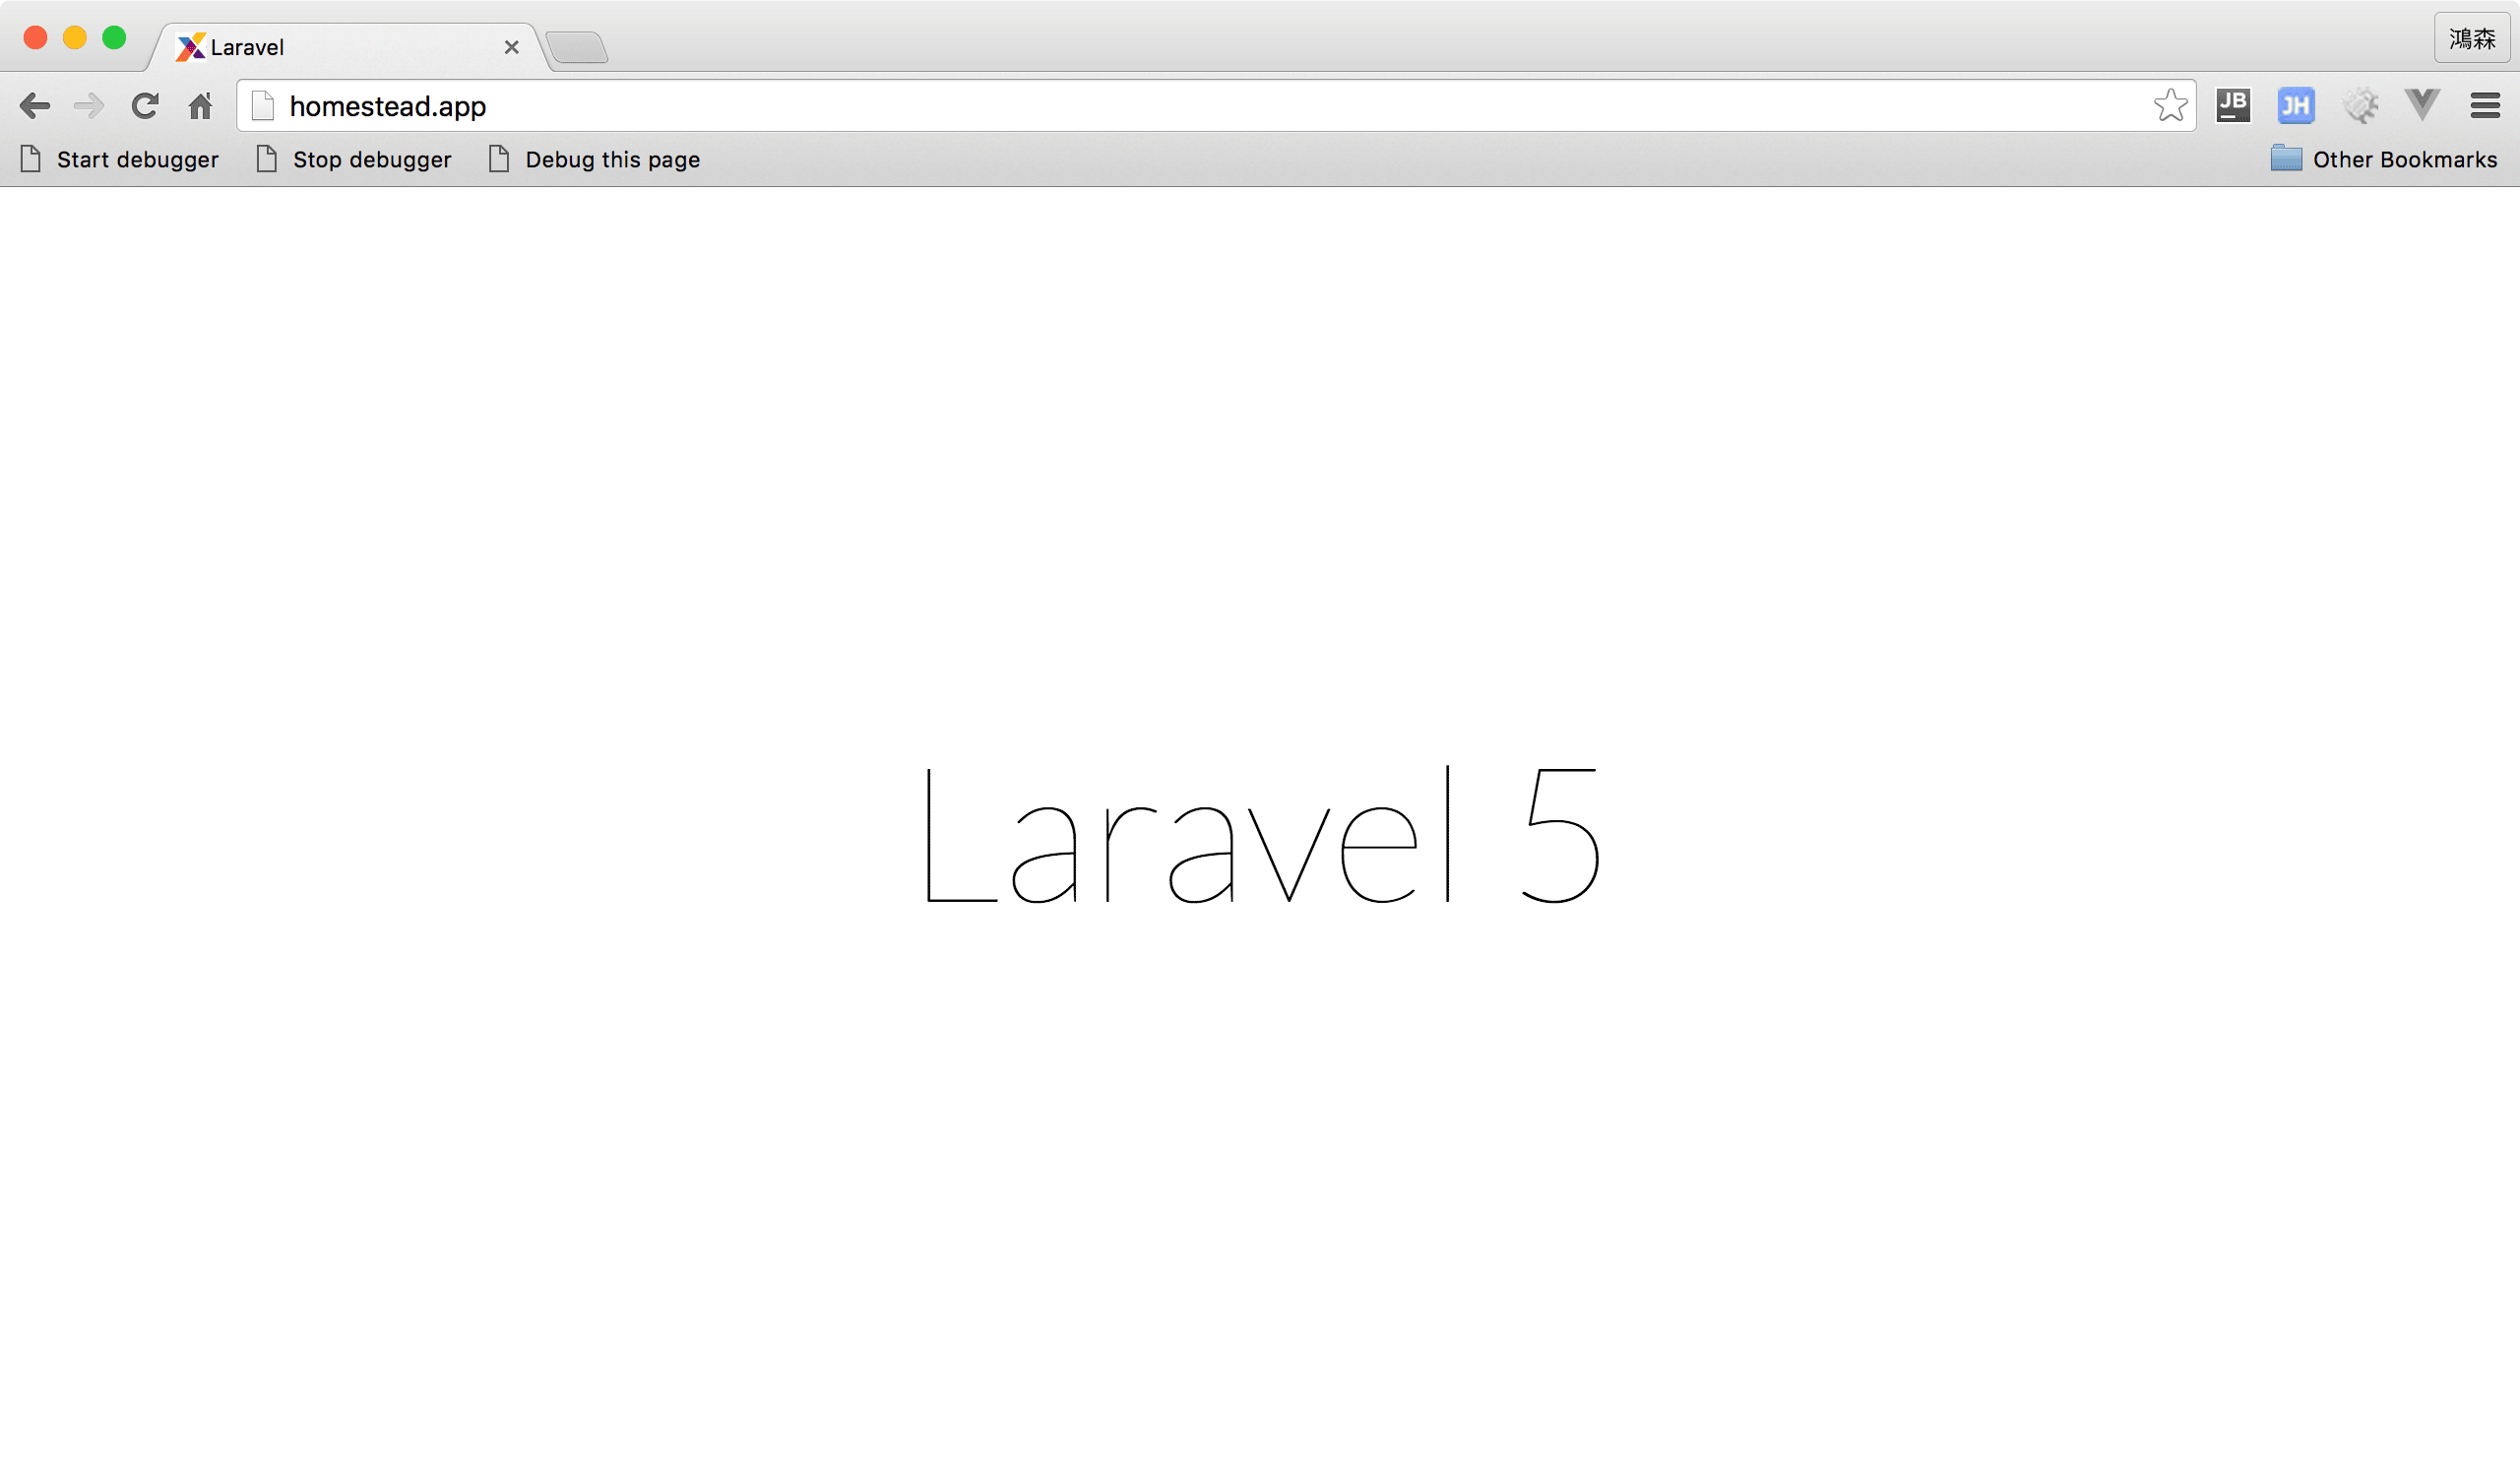 Laravel
鴻森
homestead.app
JB
JH
Start debugger
Stop debugger
Debug this page
Other Bookmarks
Laravel 5